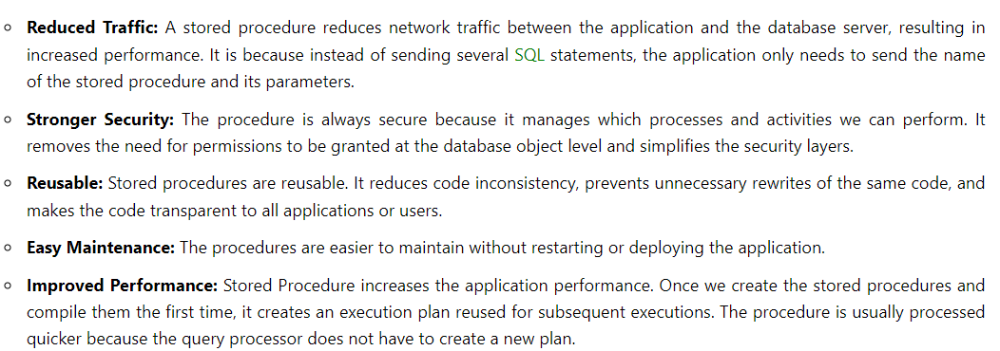 Reduced Traffic: A stored procedure reduces network traffic between the application and the database server, resulting in
increased performance. It is because instead of sending several SQL statements, the application only needs to send the name
of the stored procedure and its parameters.
Stronger Security: The procedure is always secure because it manages which processes and activities we can perform. It
removes the need for permissions to be granted at the database object level and simplifies the security layers.
Reusable: Stored procedures are reusable. It reduces code inconsistency, prevents unnecessary rewrites of the same code, and
makes the code transparent to all applications or users.
Easy Maintenance: The procedures are easier to maintain without restarting or deploying the application.
Improved Performance: Stored Procedure increases the application performance. Once we create the stored procedures and
compile them the first time, it creates an execution plan reused for subsequent executions. The procedure is usually processed
quicker because the query processor does not have to create a new plan.